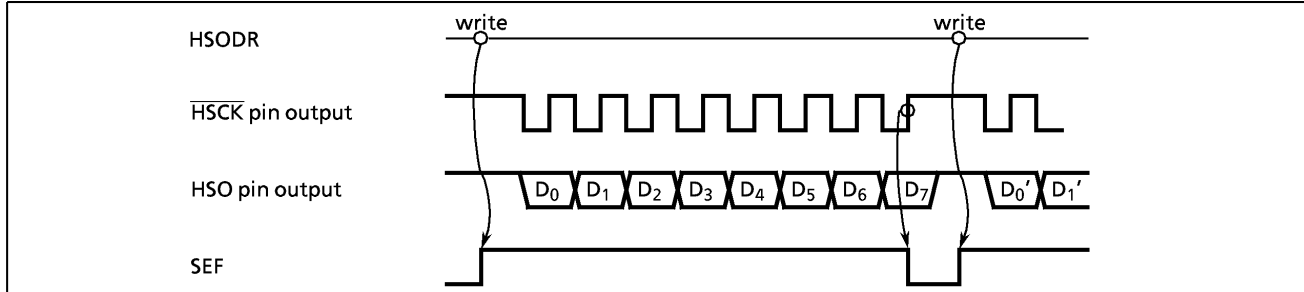 write write
HSODR
H̅S̅C̅K̅ pin output
HSO pin output D₀ D₁ D₂ D₃ D₄ D₅ D₆ D₇ D₀' D₁'
SEF